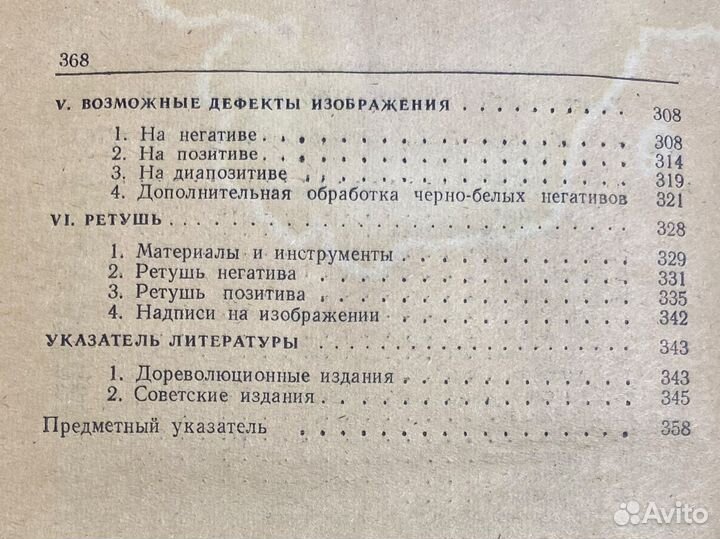 368
V. ВОЗМОЖНЫЕ ДЕФЕКТЫ ИЗОБРАЖЕНИЯ . . . . . . . . . . 308
1. На негативе . . . . . . . . . . . . . . . . . . . . 308
2. На позитиве . . . . . . . . . . . . . . . . . . . . 314
3. На диапозитиве . . . . . . . . . . . . . . . . . . 319
4. Дополнительная обработка черно-белых негативов 321
VI. РЕТУШЬ . . . . . . . . . . . . . . . . . . . . . . . . 328
1. Материалы и инструменты . . . . . . . . . . . . 329
2. Ретушь негатива . . . . . . . . . . . . . . . . . 331
3. Ретушь позитива . . . . . . . . . . . . . . . . . 335
4. Надписи на изображении . . . . . . . . . . . . . 342
УКАЗАТЕЛЬ ЛИТЕРАТУРЫ . . . . . . . . . . . . . . . . . 343
1. Дореволюционные издания . . . . . . . . . . . . 343
2. Советские издания . . . . . . . . . . . . . . . . 345
Предметный указатель . . . . . . . . . . . . . . . . . 358
Avito